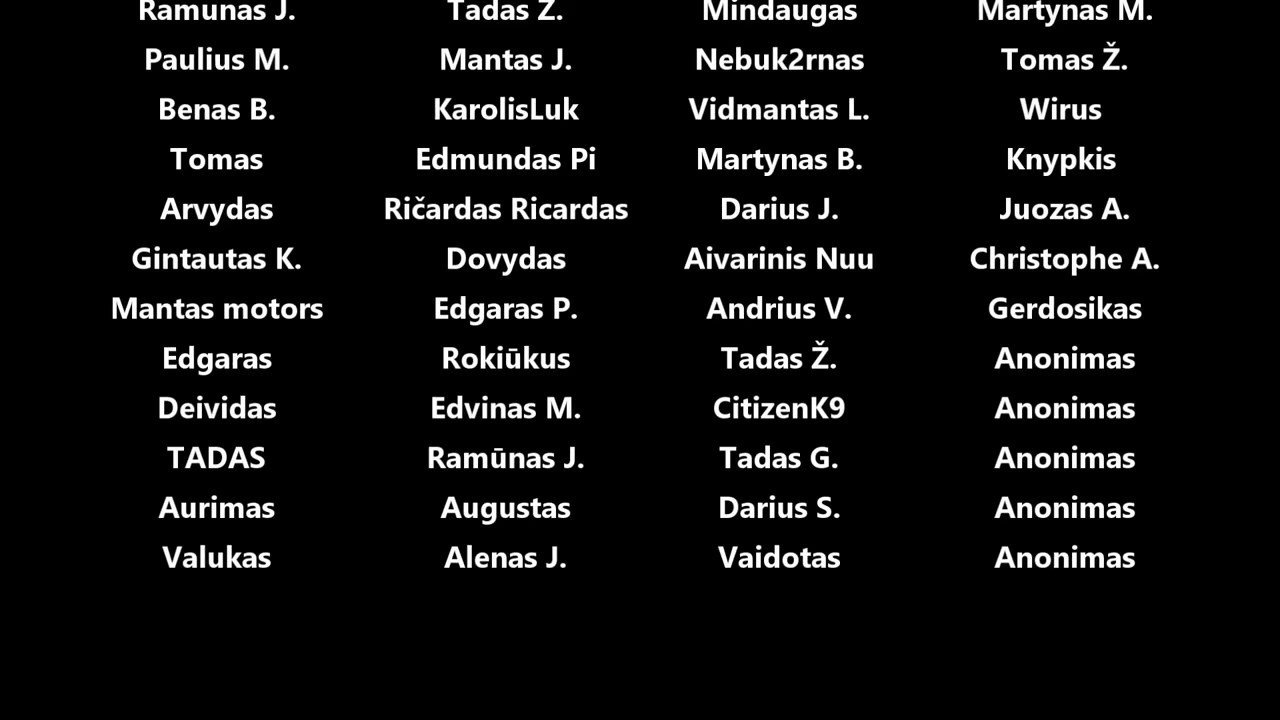 Ramunas J. Tadas Z. Mindaugas Martynas M.
Paulius M. Mantas J. Nebuk2rnas Tomas Ž.
Benas B. KarolisLuk Vidmantas L. Wirus
Tomas Edmundas Pi Martynas B. Knypkis
Arvydas Ričardas Ricardas Darius J. Juozas A.
Gintautas K. Dovydas Aivarinis Nuu Christophe A.
Mantas motors Edgaras P. Andrius V. Gerdosikas
Edgaras Rokiūkus Tadas Ž. Anonimas
Deividas Edvinas M. CitizenK9 Anonimas
TADAS Ramūnas J. Tadas G. Anonimas
Aurimas Augustas Darius S. Anonimas
Valukas Alenas J. Vaidotas Anonimas